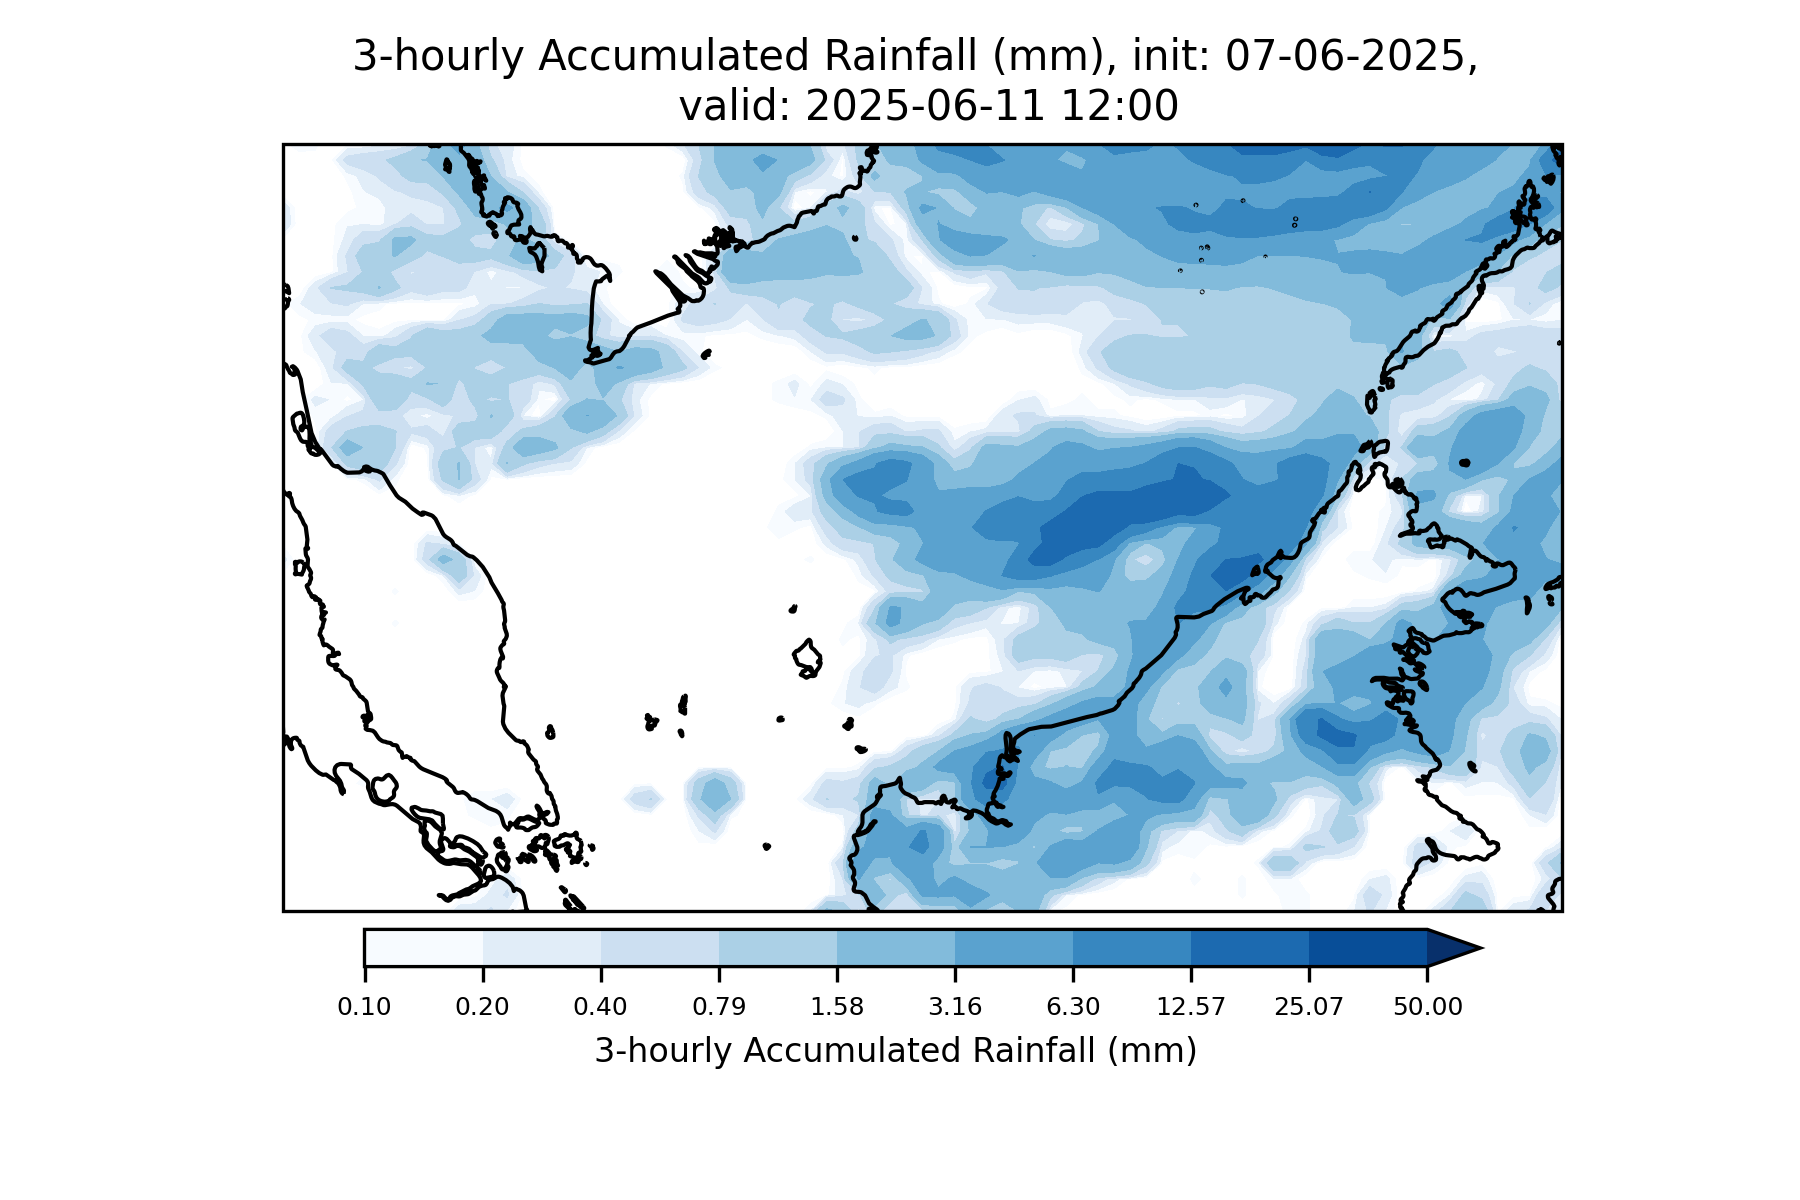 3-hourly Accumulated Rainfall (mm), init: 07-06-2025,
valid: 2025-06-11 12:00
0.10 0.20 0.40 0.79 1.58 3.16 6.30 12.57 25.07 50.00
3-hourly Accumulated Rainfall (mm)